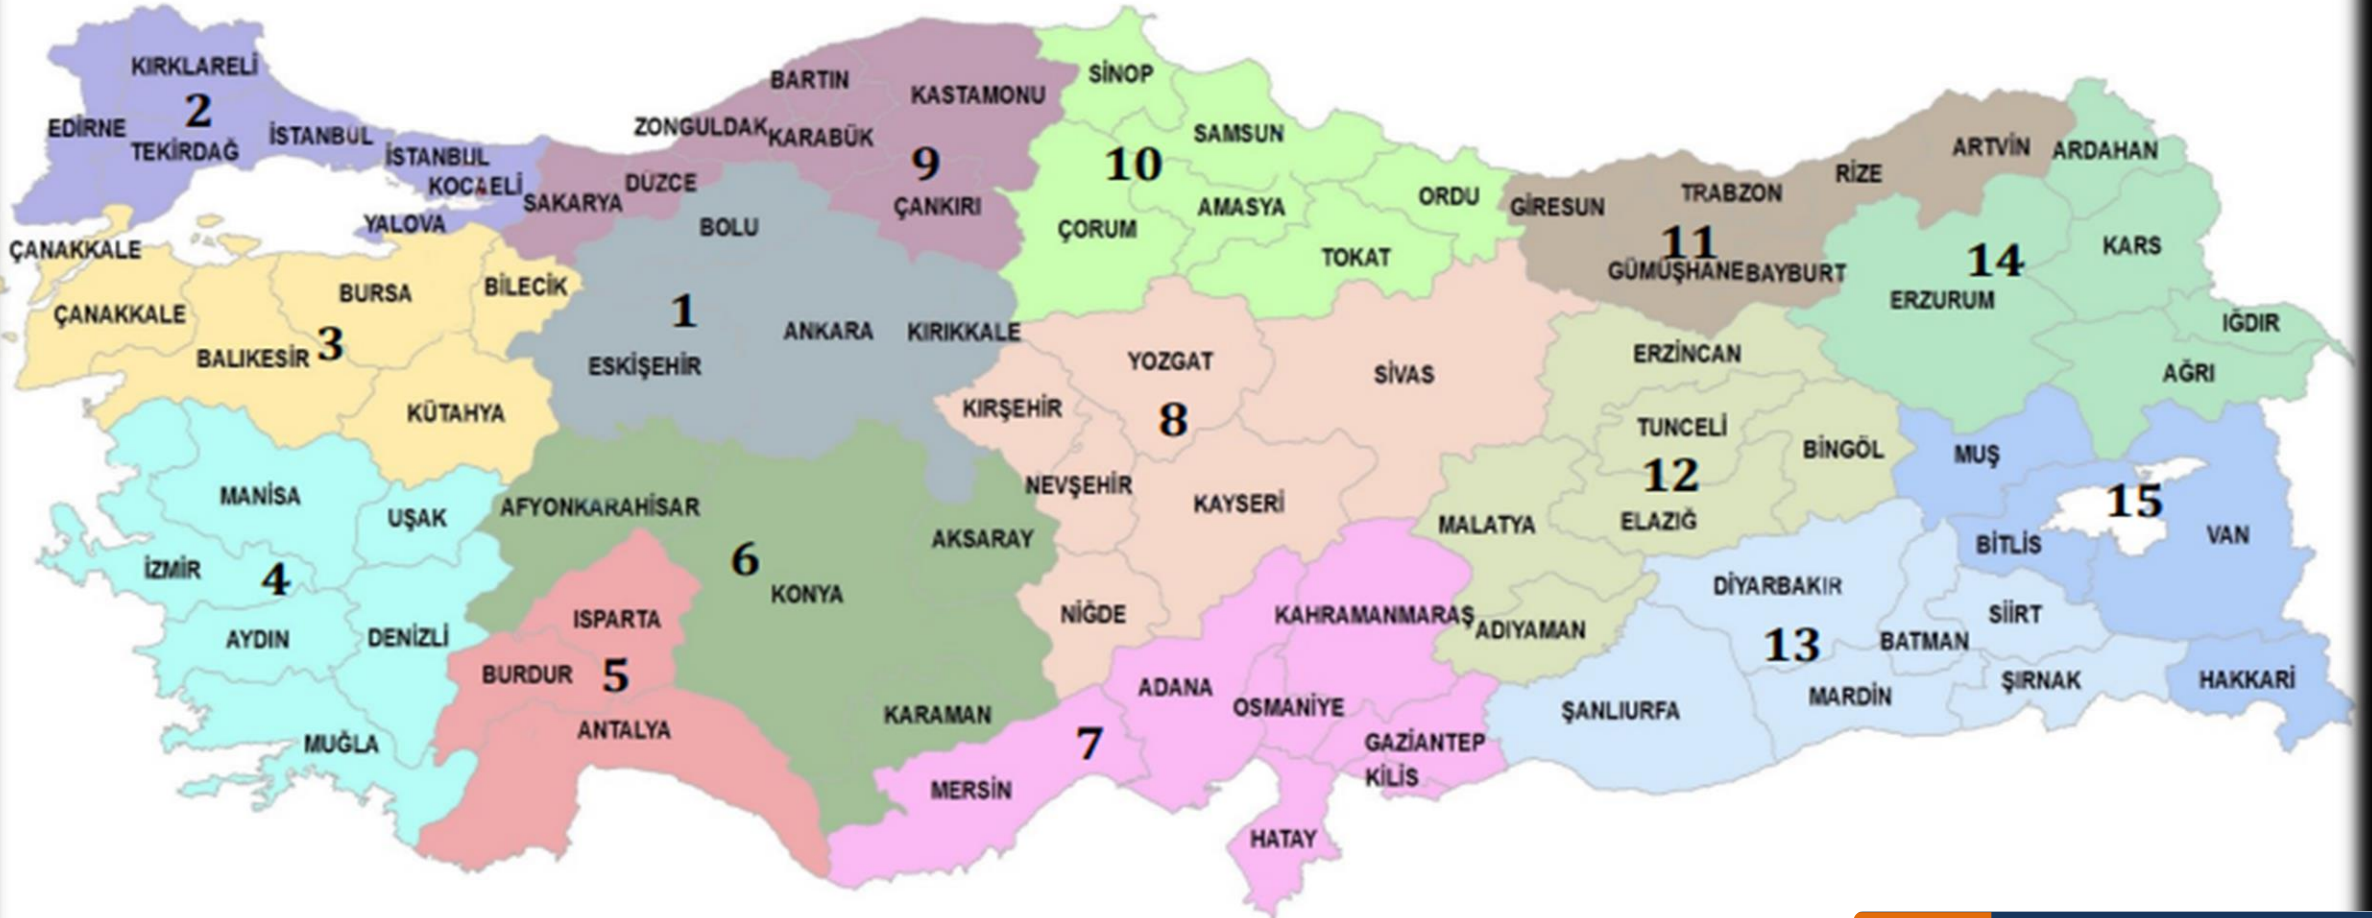 KIRKLARELİ
2
EDİRNE
TEKİRDAĞ
İSTANBUL
İSTANBUL
KOCAELİ
YALOVA
ÇANAKKALE
ÇANAKKALE
BURSA
BİLECİK
BALIKESİR
3
KÜTAHYA
MANİSA
UŞAK
İZMİR
4
AYDIN
DENİZLİ
MUĞLA
BARTIN
KASTAMONU
ZONGULDAK
KARABÜK
9
DÜZCE
SAKARYA
ÇANKIRI
BOLU
1
ANKARA
KIRIKKALE
ESKİŞEHİR
AFYONKARAHİSAR
AKSARAY
6
KONYA
KARAMAN
ISPARTA
BURDUR
5
ANTALYA
SİNOP
SAMSUN
10
ORDU
AMASYA
ÇORUM
TOKAT
YOZGAT
SİVAS
KIRŞEHİR
8
NEVŞEHİR
KAYSERİ
NİĞDE
KAHRAMANMARAŞ
ADANA
OSMANİYE
7
GAZİANTEP
KİLİS
MERSİN
HATAY
ARTVİN
RİZE
TRABZON
GİRESUN
11
GÜMÜŞHANE
BAYBURT
ARDAHAN
KARS
14
ERZURUM
IĞDIR
AĞRI
ERZİNCAN
TUNCELİ
BİNGÖL
12
ELAZIĞ
MALATYA
ADIYAMAN
MUŞ
15
VAN
BİTLİS
HAKKARİ
DİYARBAKIR
SİİRT
13
BATMAN
ŞIRNAK
MARDİN
ŞANLIURFA